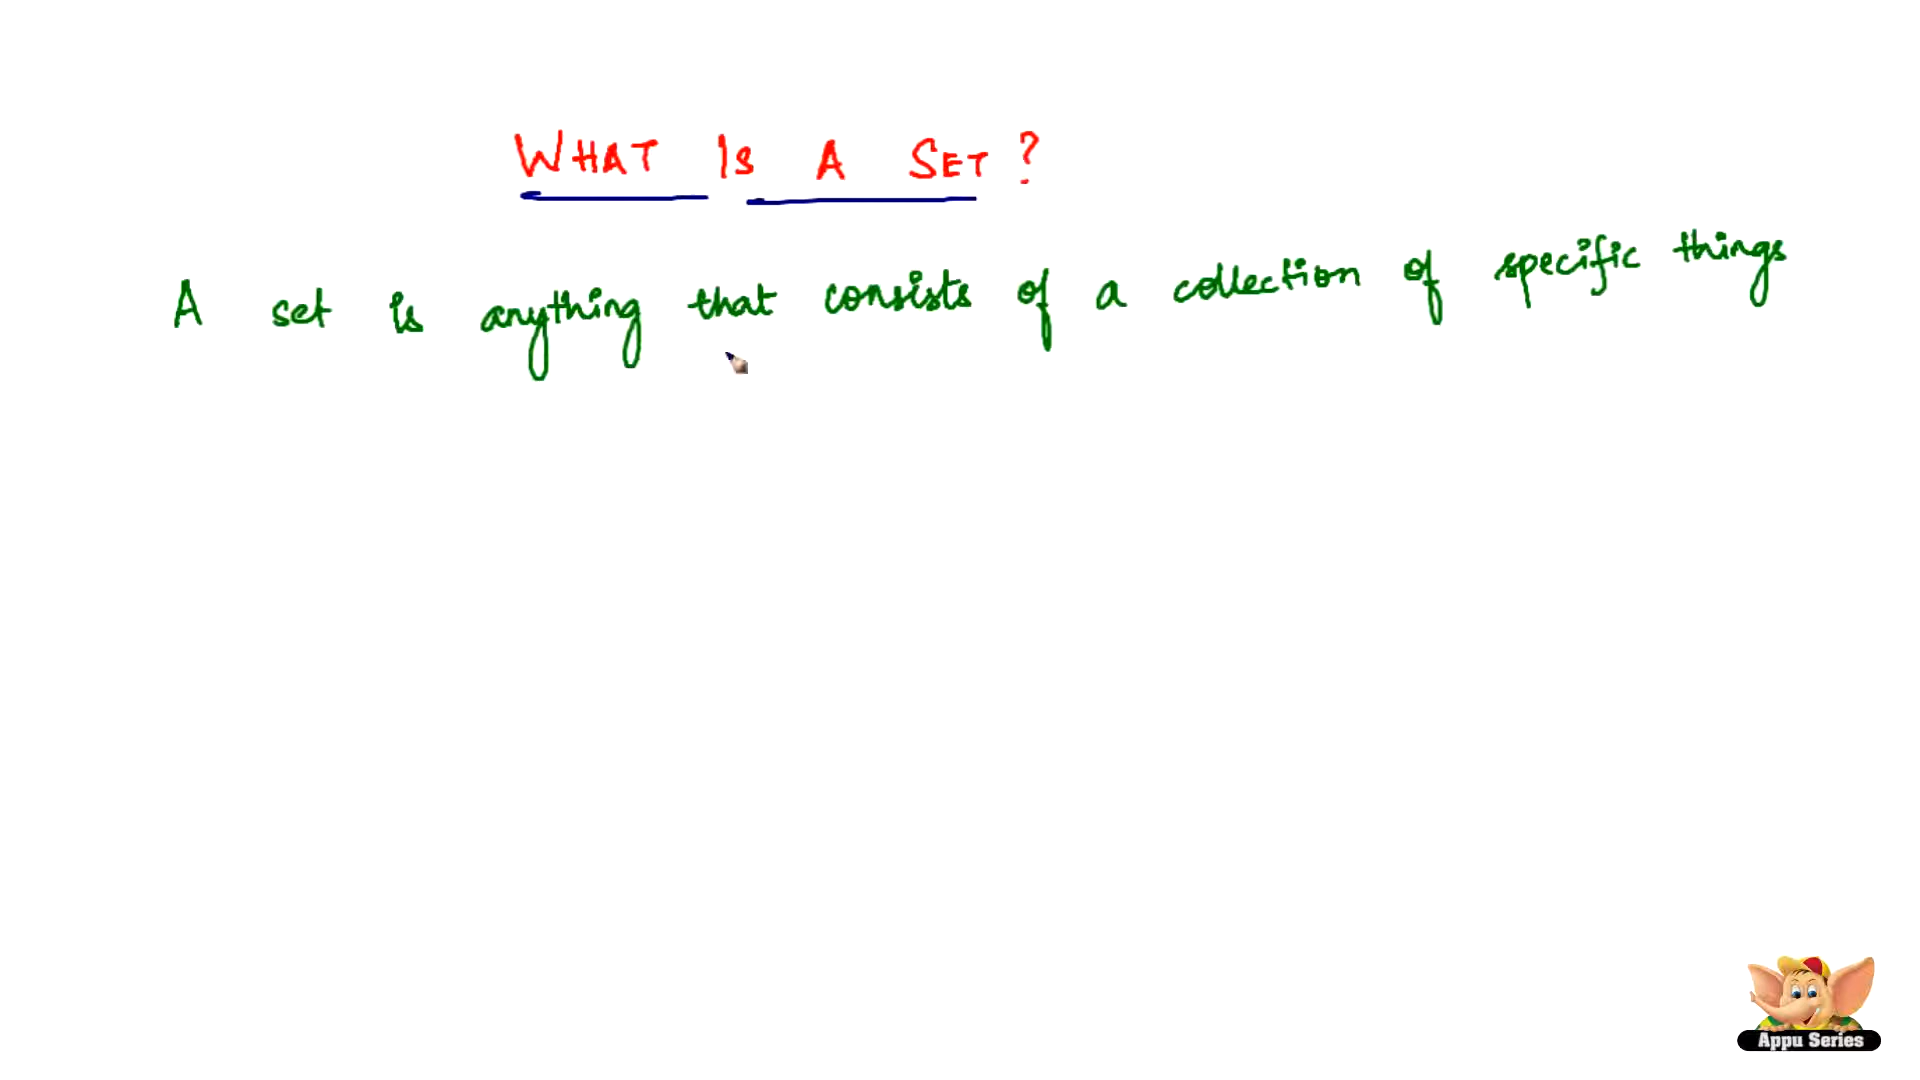 WHAT IS A SET?
A set is anything that consists of a collection of specific things
Appu Series